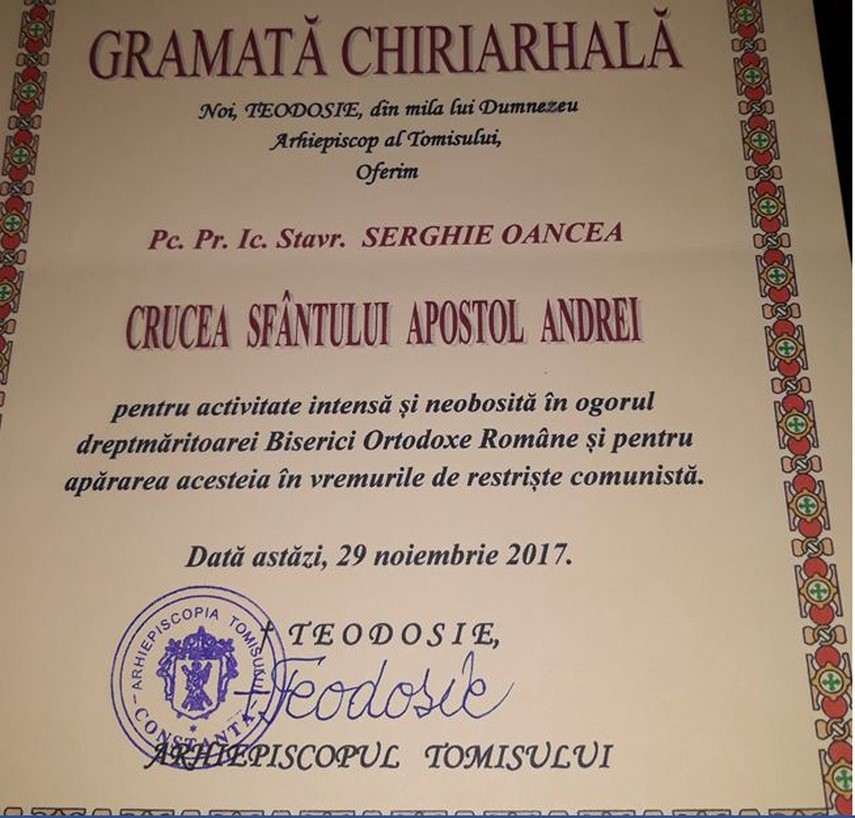 GRAMATĂ CHIRIARHALĂ
Noi, TEODOSIE, din mila lui Dumnezeu
Arhiepiscop al Tomisului,
Oferim
Pc. Pr. Ic. Stavr. SERGHIE OANCEA
CRUCEA SFÂNTULUI APOSTOL ANDREI
pentru activitate intensă și neobosită în ogorul
dreptmăritoarei Biserici Ortodoxe Române și pentru
apărarea acesteia în vremurile de restriște comunistă.
Dată astăzi, 29 noiembrie 2017.
ARHIEPISCOPIA TOMISULUI
CONSTANȚA
† TEODOSIE,
+Teodosie
ARHIEPISCOPUL TOMISULUI